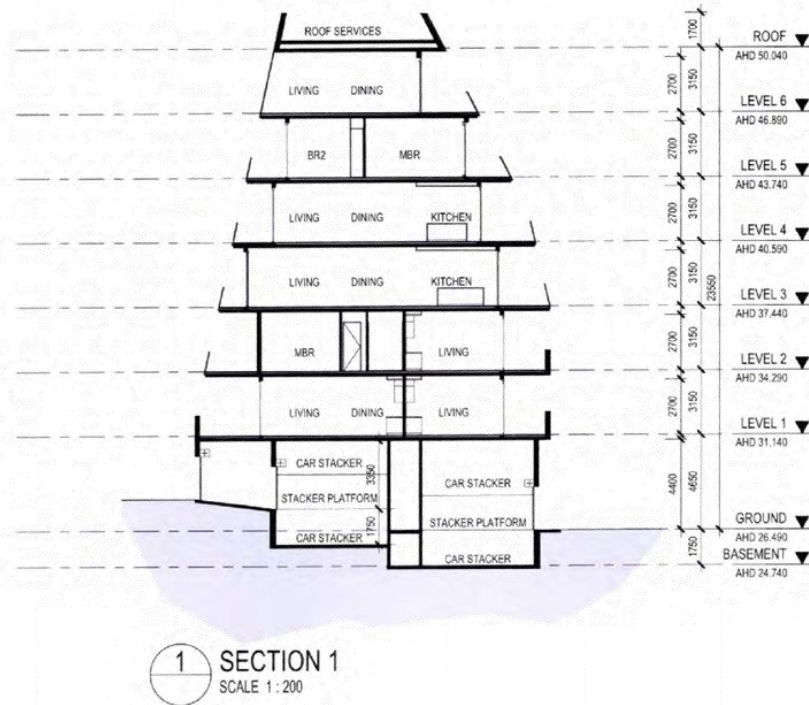 ROOF SERVICES
1700
ROOF
AHD 50.040
LIVING DINING
2700 3150
LEVEL 6
AHD 46.890
BR2 MBR
2700 3150
LEVEL 5
AHD 43.740
LIVING DINING KITCHEN
2700 3150
LEVEL 4
AHD 40.590
LIVING DINING KITCHEN
2700 3150 23550
LEVEL 3
AHD 37.440
MBR LIVING
2700 3150
LEVEL 2
AHD 34.290
LIVING DINING LIVING
2700 3150
LEVEL 1
AHD 31.140
CAR STACKER 3350 CAR STACKER
4400 4650
STACKER PLATFORM STACKER PLATFORM
GROUND
AHD 26.490
CAR STACKER 1750 CAR STACKER
1750
BASEMENT
AHD 24.740
1 SECTION 1
SCALE 1 : 200